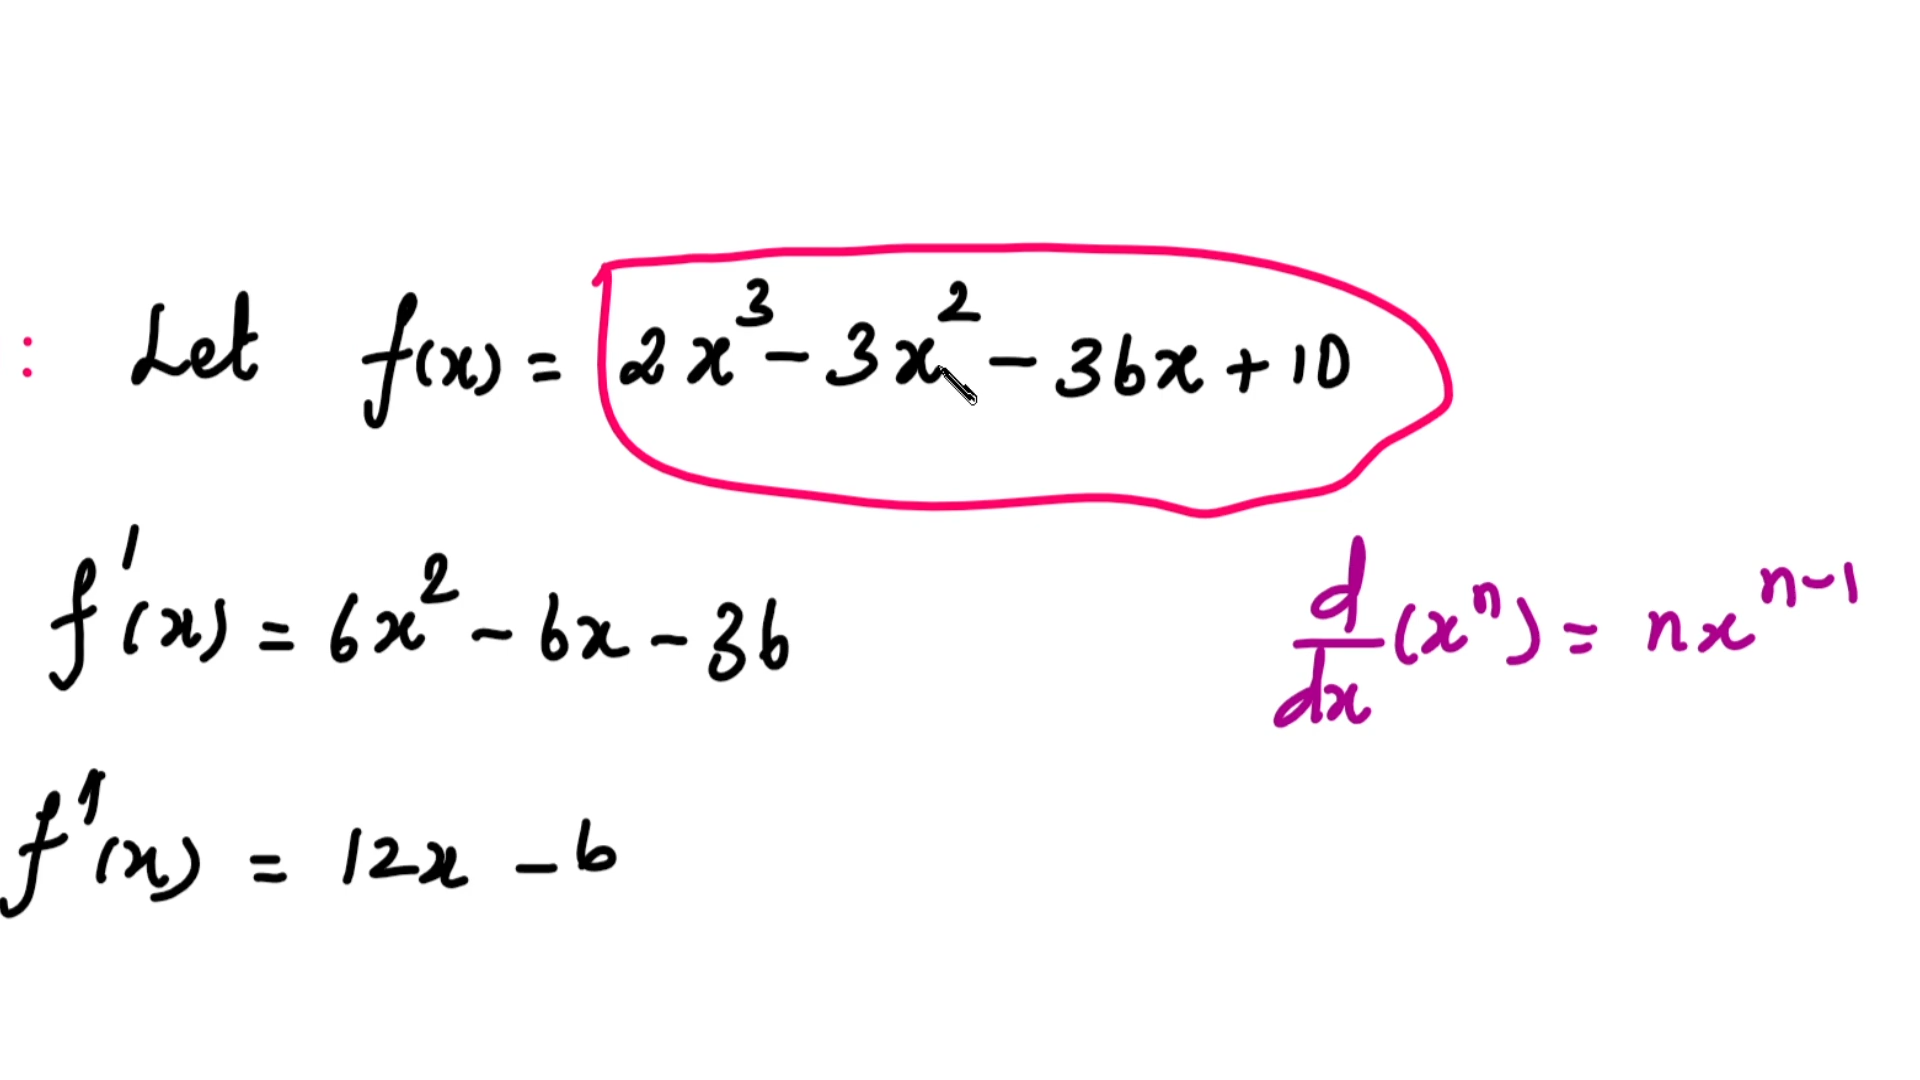 : Let f(x) = 2x³ - 3x² - 36x + 10
f'(x) = 6x² - 6x - 36
d/dx (xⁿ) = nxⁿ⁻¹
f"(x) = 12x - 6